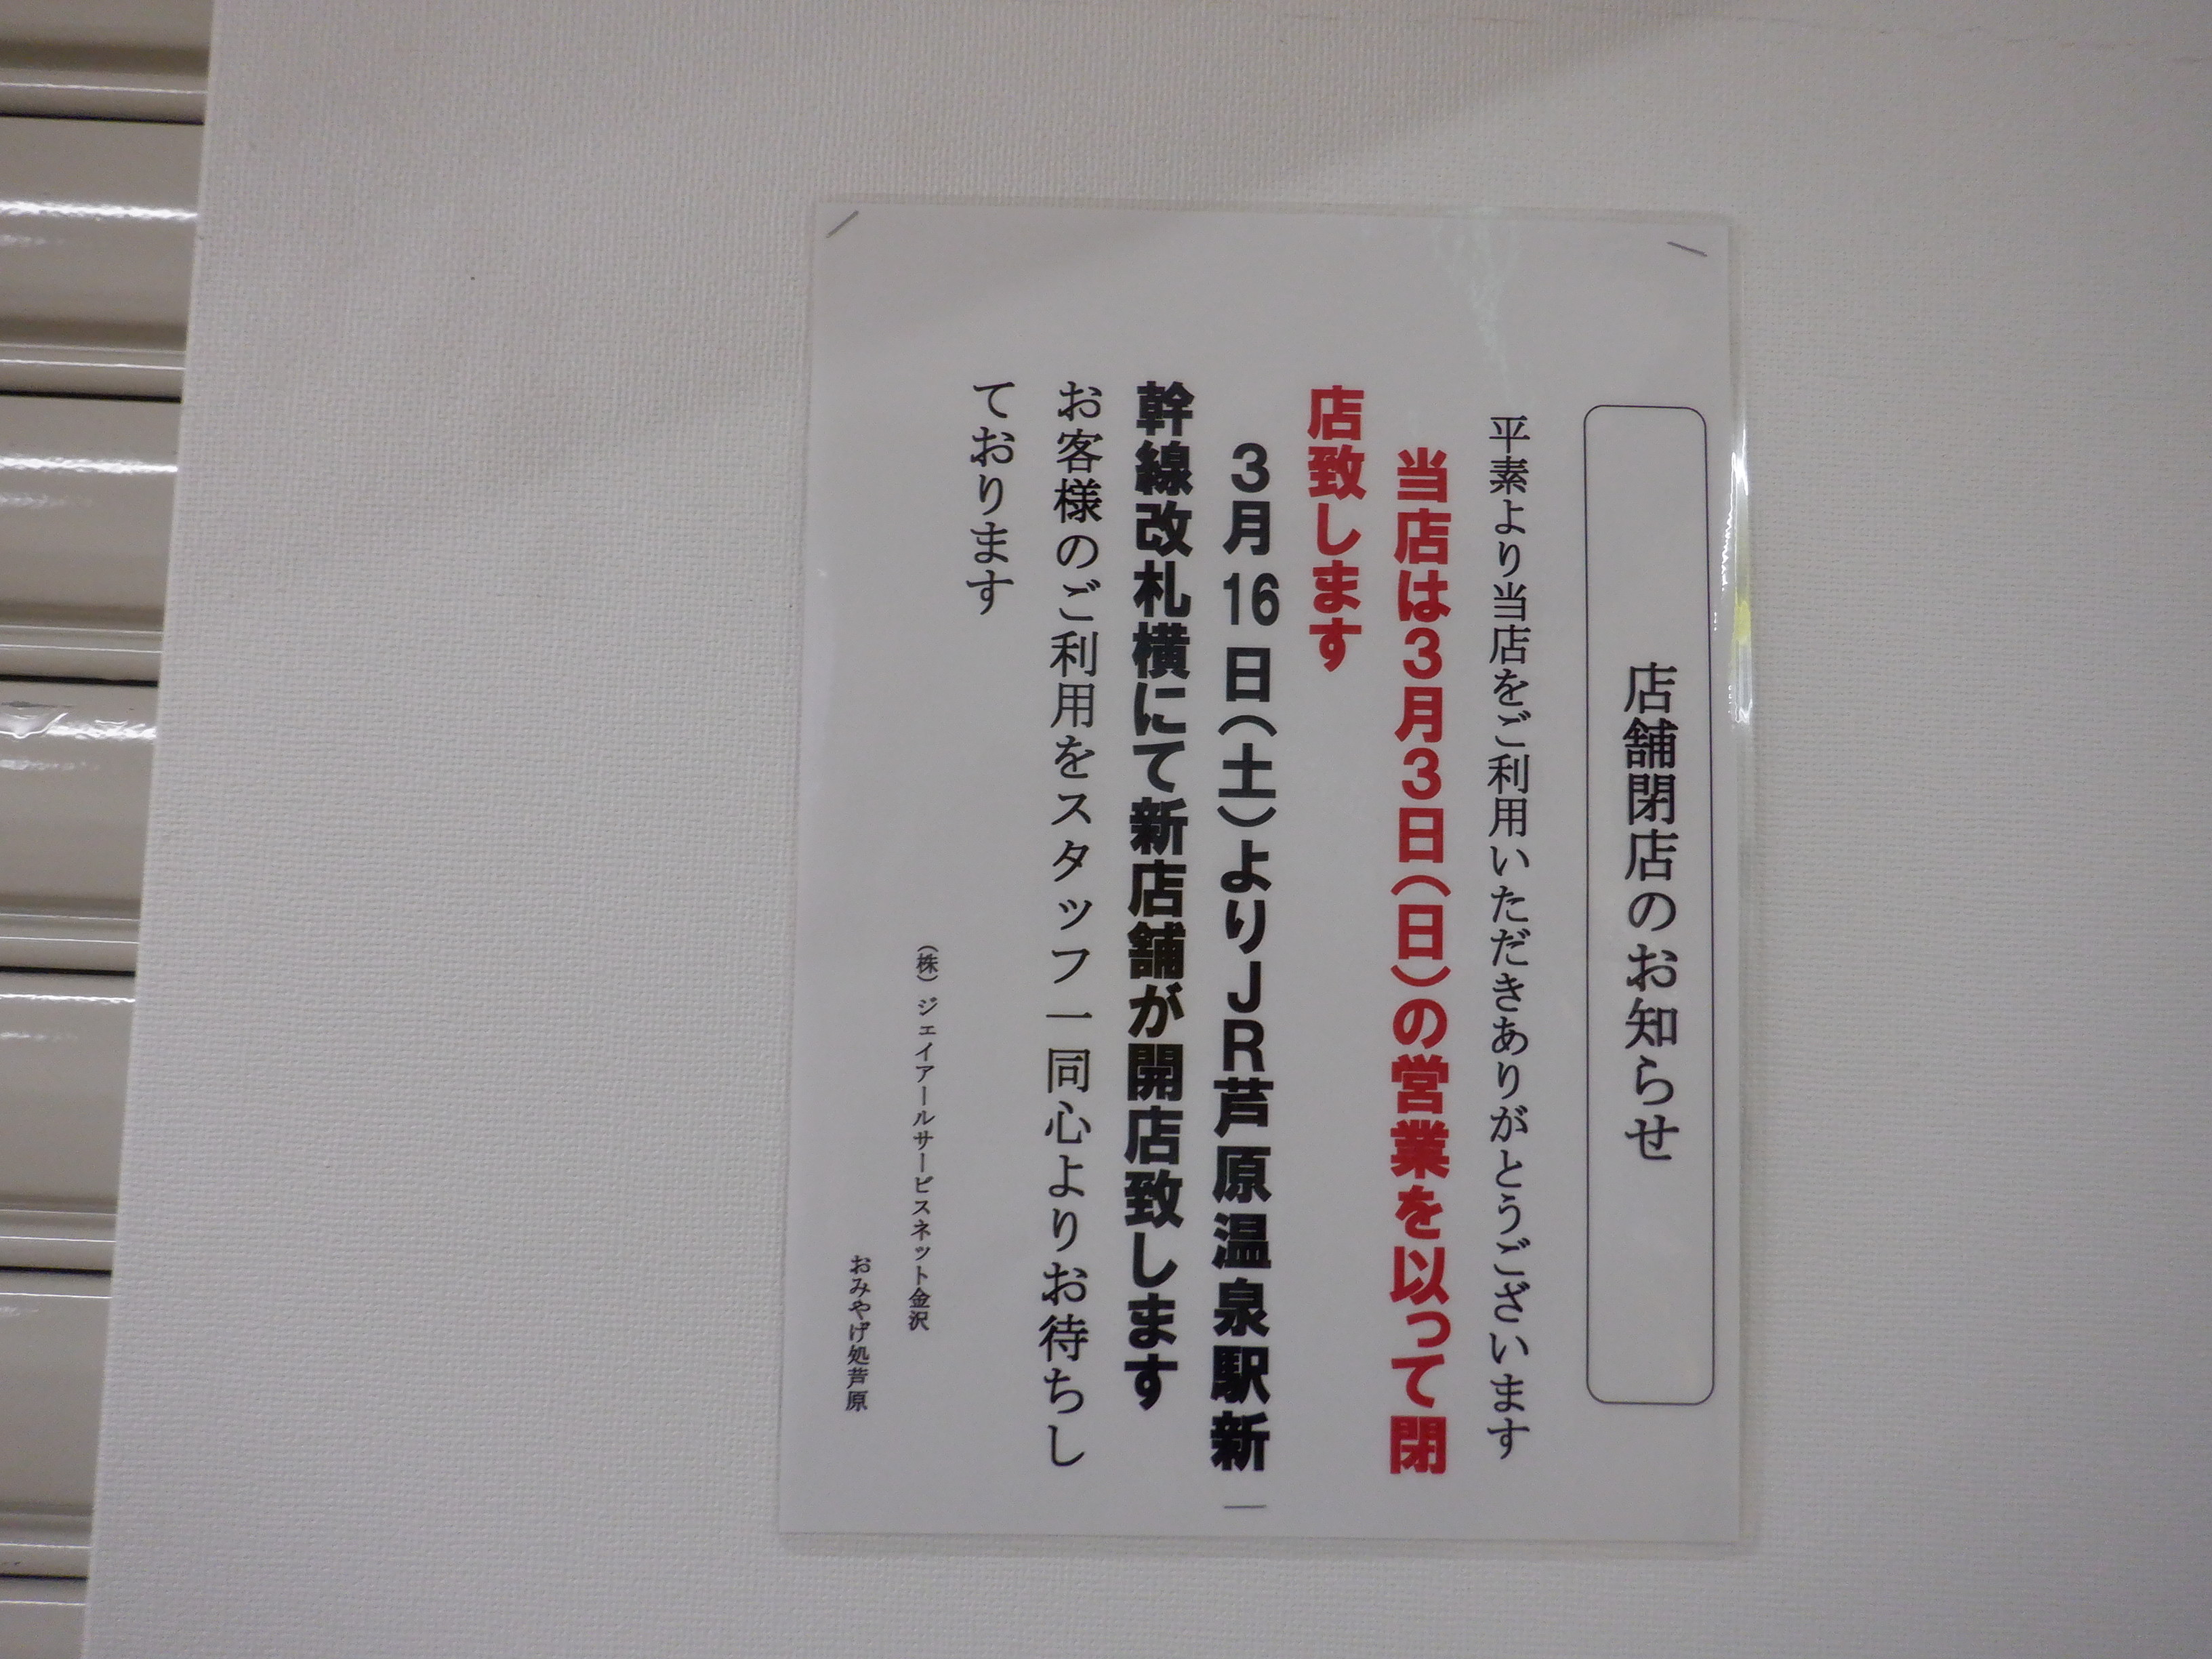 店舗閉店のお知らせ
平素より当店をご利用いただきありがとうございます
当店は3月3日(日)の営業を以って閉
店致します
3月16日(土)よりJR芦原温泉駅新
幹線改札横にて新店舗が開店致します
お客様のご利用をスタッフ一同心よりお待ちし
ております
(株)ジェイアールサービスネット金沢
おみやげ処芦原